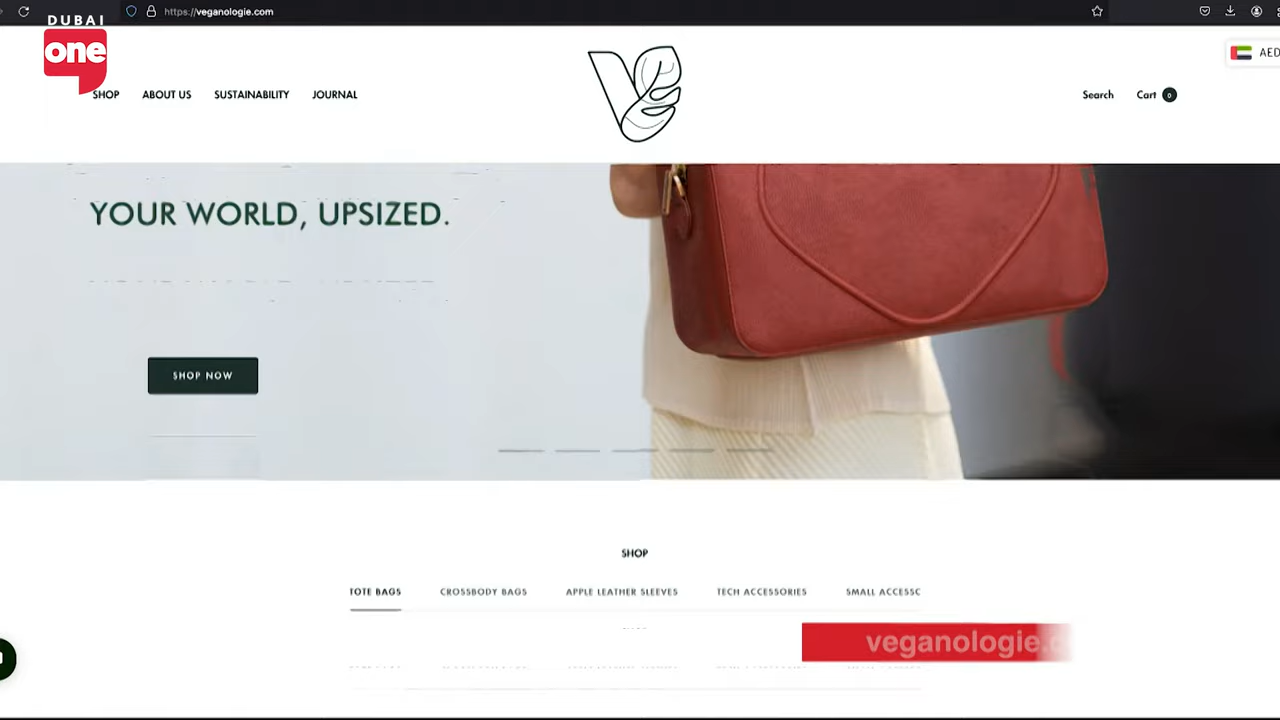 https://veganologie.com
DUBAI
one
SHOP ABOUT US SUSTAINABILITY JOURNAL
Search Cart 0
AED
YOUR WORLD, UPSIZED.
SHOP NOW
SHOP
TOTE BAGS CROSSBODY BAGS APPLE LEATHER SLEEVES TECH ACCESSORIES SMALL ACCESSC
veganologie.c